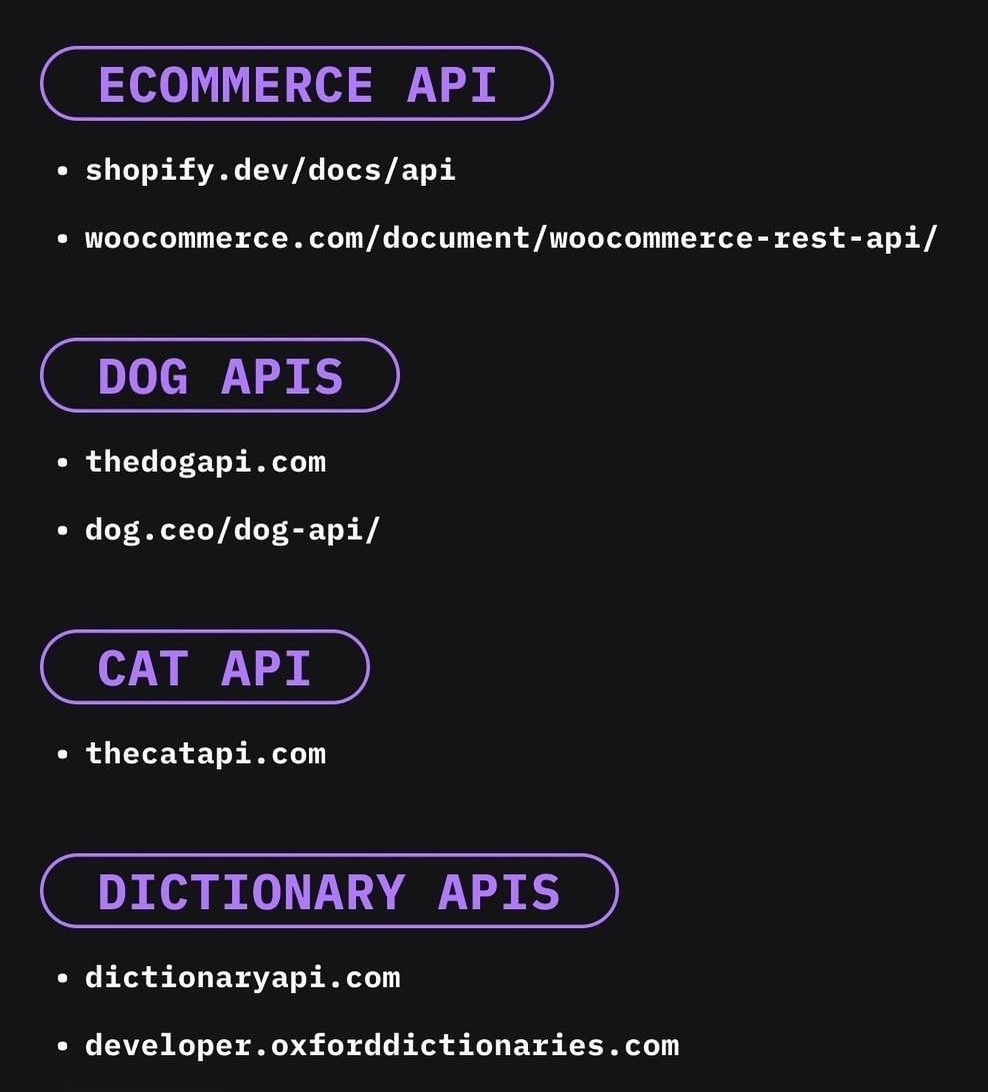 ECOMMERCE API
• shopify.dev/docs/api
• woocommerce.com/document/woocommerce-rest-api/
DOG APIS
• thedogapi.com
• dog.ceo/dog-api/
CAT API
• thecatapi.com
DICTIONARY APIS
• dictionaryapi.com
• developer.oxforddictionaries.com